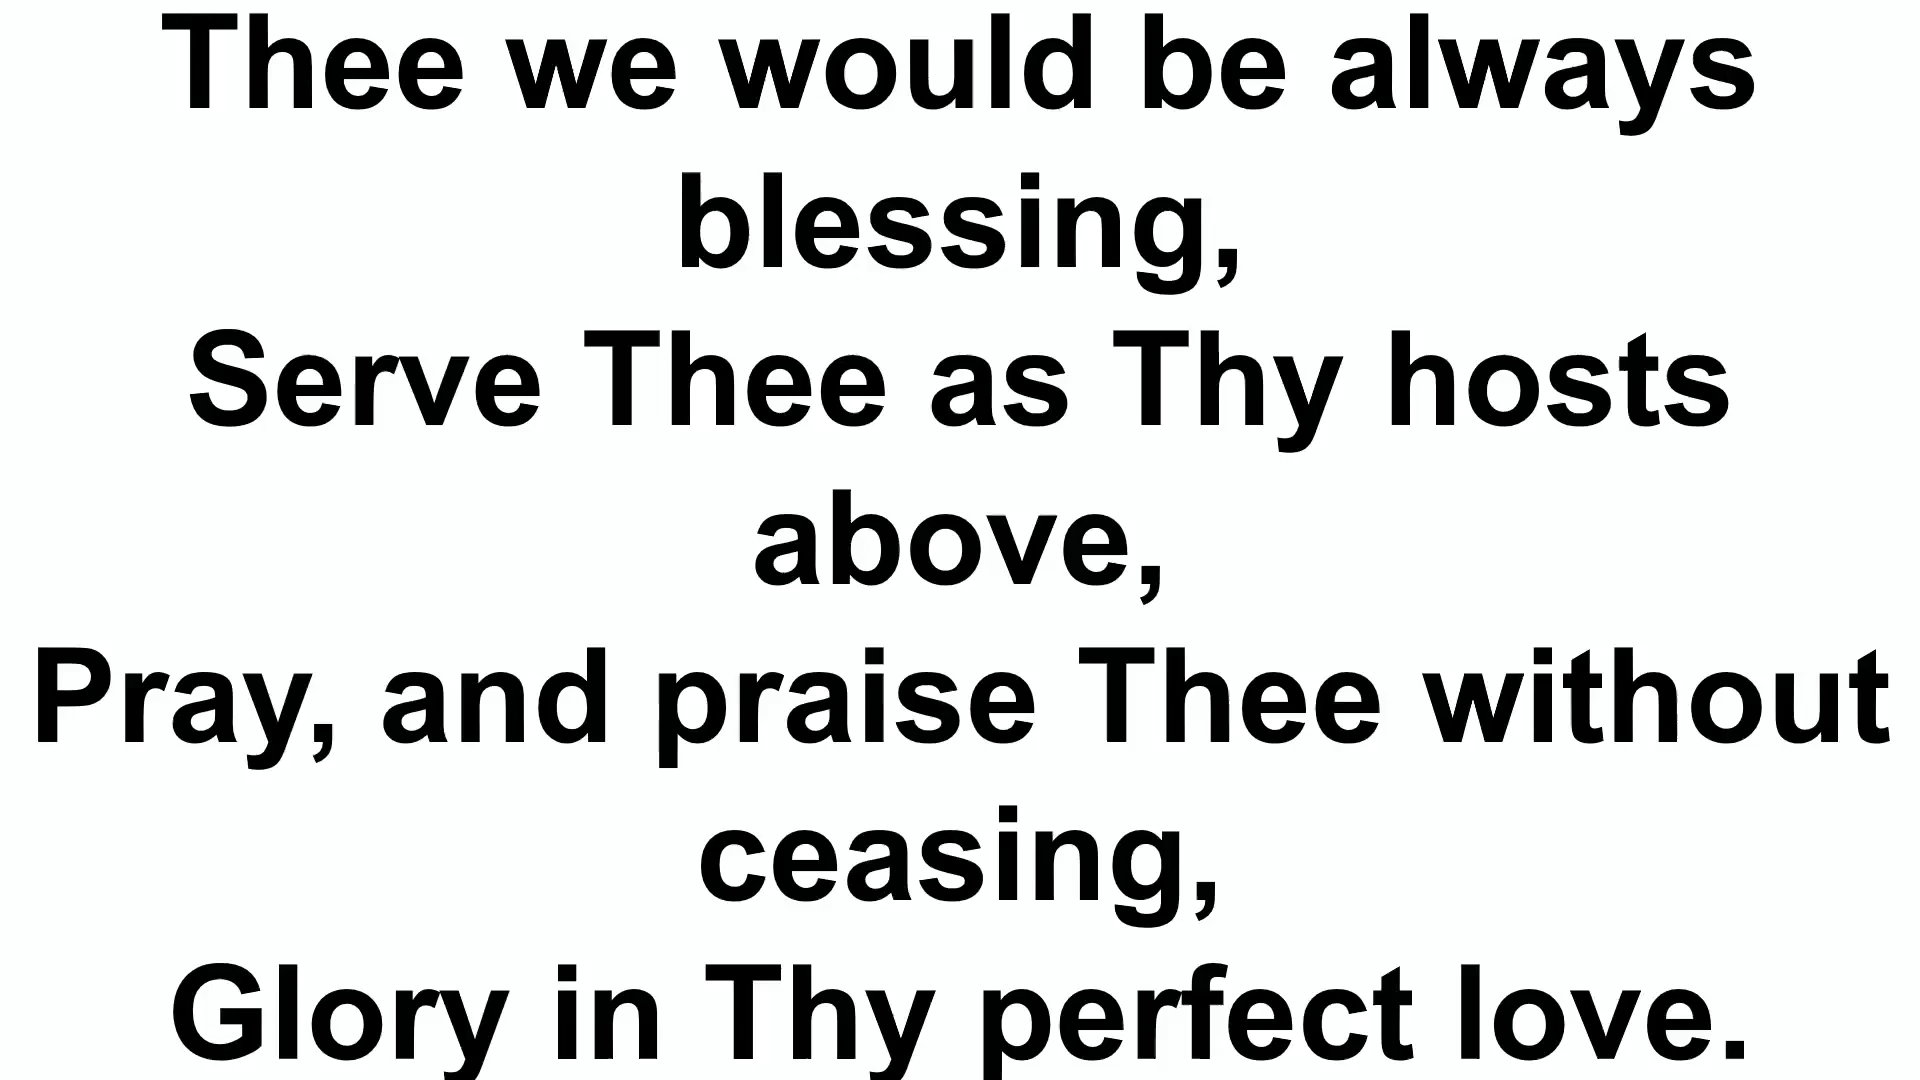 Thee we would be always
blessing,
Serve Thee as Thy hosts
above,
Pray, and praise Thee without
ceasing,
Glory in Thy perfect love.